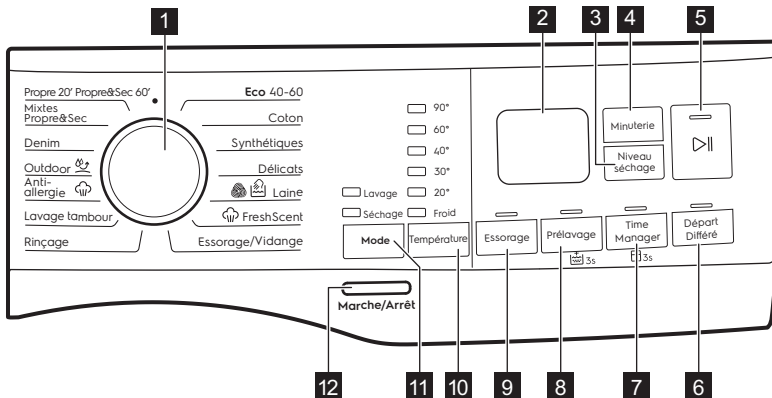 1
2
3
4
5
Propre 20' Propre&Sec 60'
Mixtes
Propre&Sec
Denim
Outdoor
Anti-
allergie
Lavage tambour
Rinçage
Eco 40-60
Coton
Synthétiques
Délicats
Laine
FreshScent
Essorage/Vidange
90°
60°
40°
30°
20°
Froid
Lavage
Séchage
Mode
Température
Minuterie
Niveau
séchage
Essorage
Prélavage
3s
Time
Manager
3s
Départ
Différé
Marche/Arrêt
12
11
10
9
8
7
6